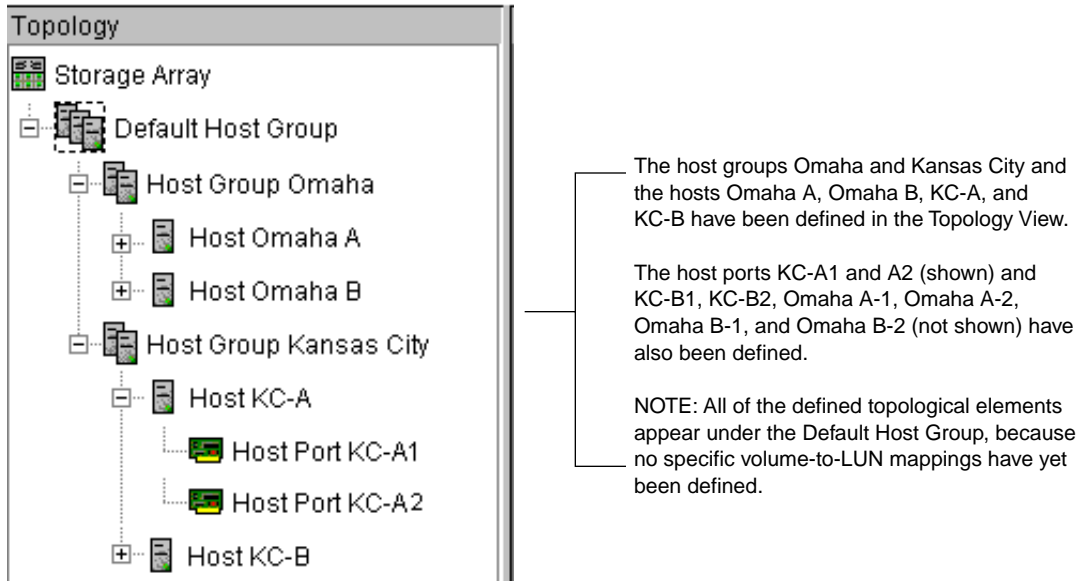 Topology
Storage Array
Default Host Group
Host Group Omaha
Host Omaha A
Host Omaha B
Host Group Kansas City
Host KC-A
Host Port KC-A1
Host Port KC-A2
Host KC-B
The host groups Omaha and Kansas City and
the hosts Omaha A, Omaha B, KC-A, and
KC-B have been defined in the Topology View.
The host ports KC-A1 and A2 (shown) and
KC-B1, KC-B2, Omaha A-1, Omaha A-2,
Omaha B-1, and Omaha B-2 (not shown) have
also been defined.
NOTE: All of the defined topological elements
appear under the Default Host Group, because
no specific volume-to-LUN mappings have yet
been defined.